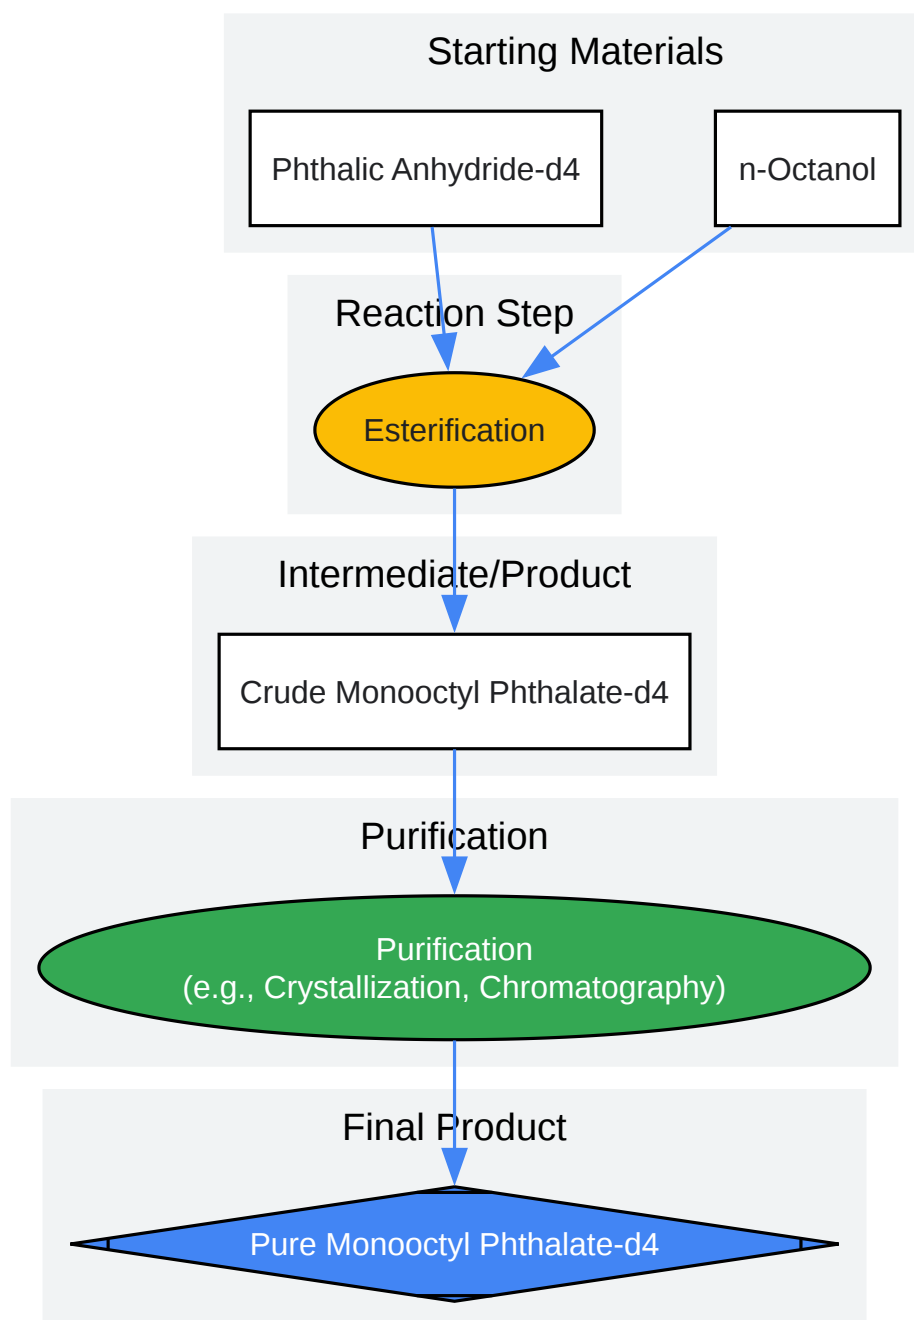 Starting Materials
Phthalic Anhydride-d4
n-Octanol
Reaction Step
Esterification
Intermediate/Product
Crude Monooctyl Phthalate-d4
Purification
Purification
(e.g., Crystallization, Chromatography)
Final Product
Pure Monooctyl Phthalate-d4